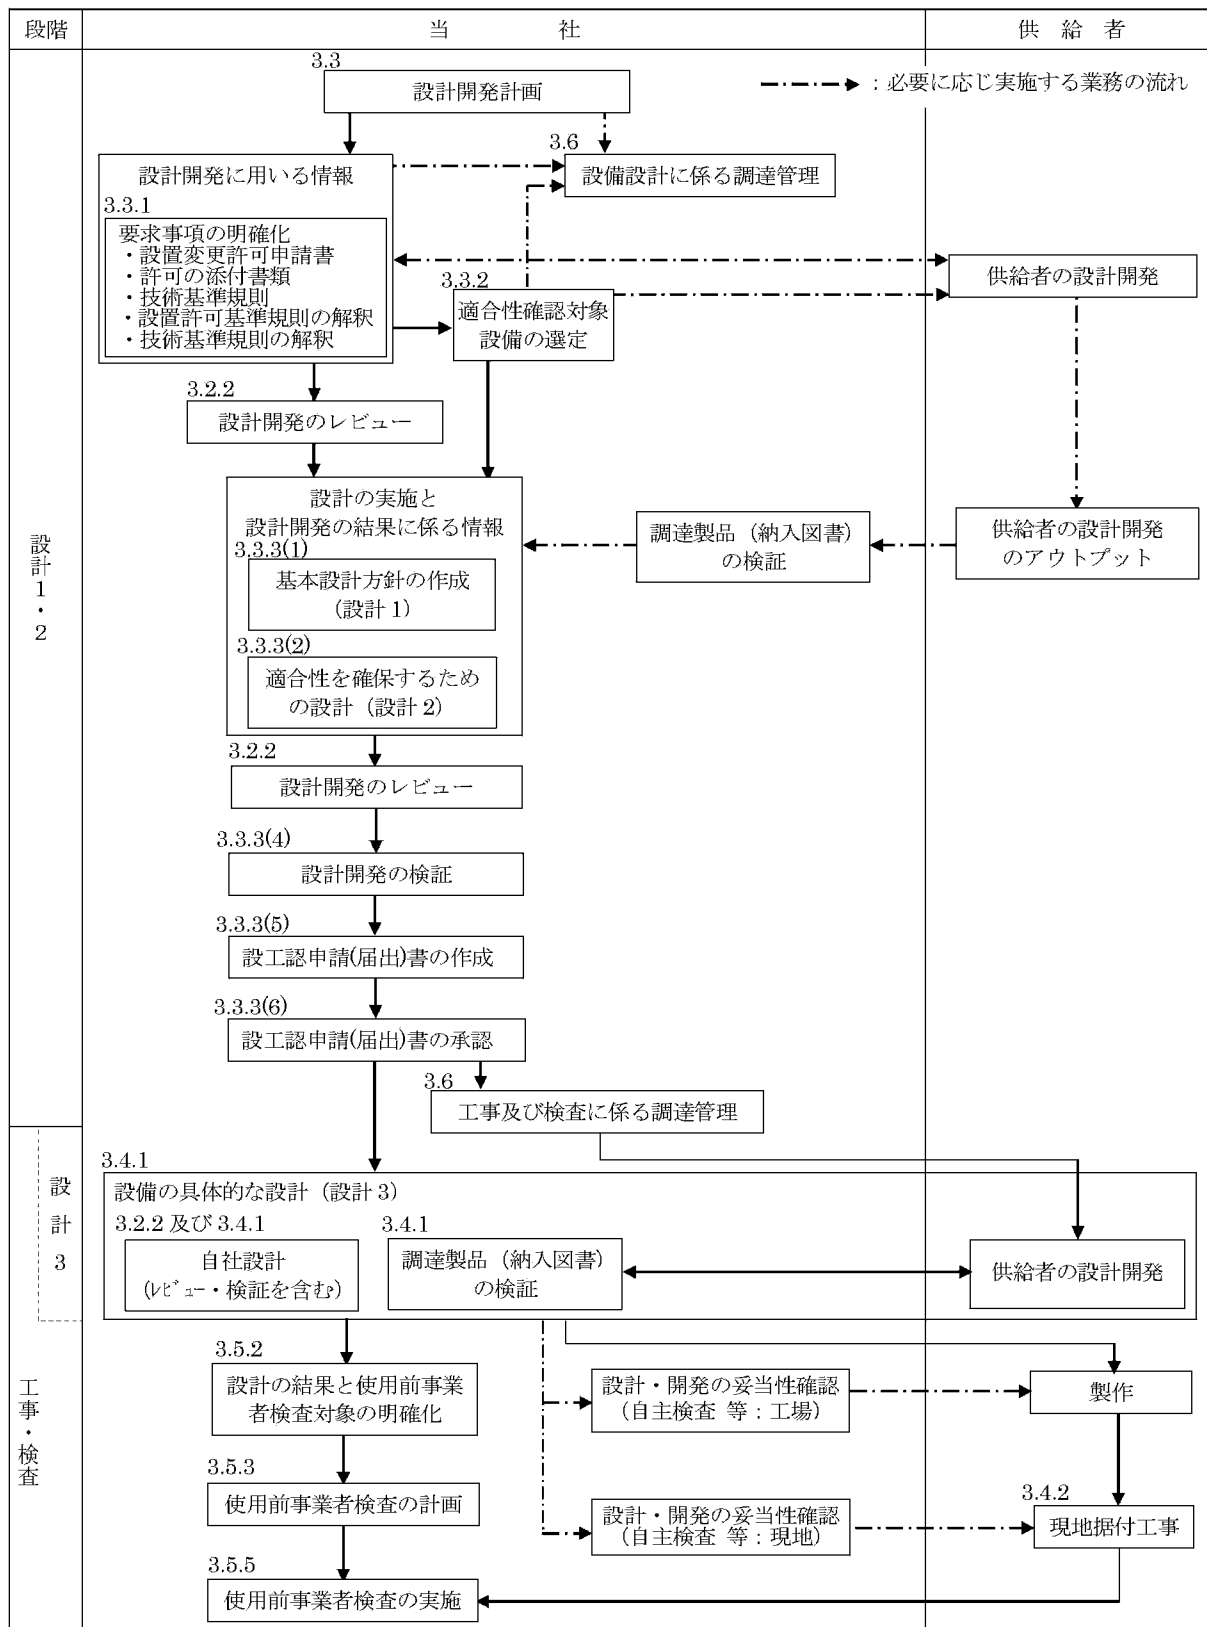 段階
当社
供給者
3.3
設計開発計画
：必要に応じ実施する業務の流れ
3.6
設備設計に係る調達管理
設計開発に用いる情報
3.3.1
要求事項の明確化
・設置変更許可申請書
・許可の添付書類
・技術基準規則
・設置許可基準規則の解釈
・技術基準規則の解釈
3.3.2
適合性確認対象
設備の選定
供給者の設計開発
3.2.2
設計開発のレビュー
設計の実施と
設計開発の結果に係る情報
3.3.3(1)
基本設計方針の作成
(設計 1)
3.3.3(2)
適合性を確保するため
の設計（設計 2）
調達製品（納入図書）
の検証
供給者の設計開発
のアウトプット
設計1・2
3.2.2
設計開発のレビュー
3.3.3(4)
設計開発の検証
3.3.3(5)
設工認申請(届出)書の作成
3.3.3(6)
設工認申請(届出)書の承認
3.6
工事及び検査に係る調達管理
設計3
3.4.1
設備の具体的な設計（設計 3）
3.2.2 及び 3.4.1
自社設計
(ﾚﾋﾞｭｰ・検証を含む)
3.4.1
調達製品（納入図書）
の検証
供給者の設計開発
工事・検査
3.5.2
設計の結果と使用前事業
者検査対象の明確化
設計・開発の妥当性確認
（自主検査 等：工場）
製作
3.5.3
使用前事業者検査の計画
設計・開発の妥当性確認
（自主検査 等：現地）
3.4.2
現地据付工事
3.5.5
使用前事業者検査の実施